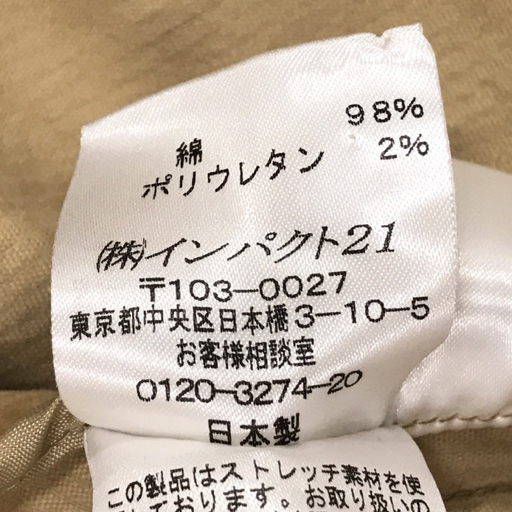 綿 98%
ポリウレタン 2%
(株)インパクト21
〒103-0027
東京都中央区日本橋3-10-5
お客様相談室
0120-3274-20
日本製
この製品はストレッチ素材を使
ております。お取り扱いの